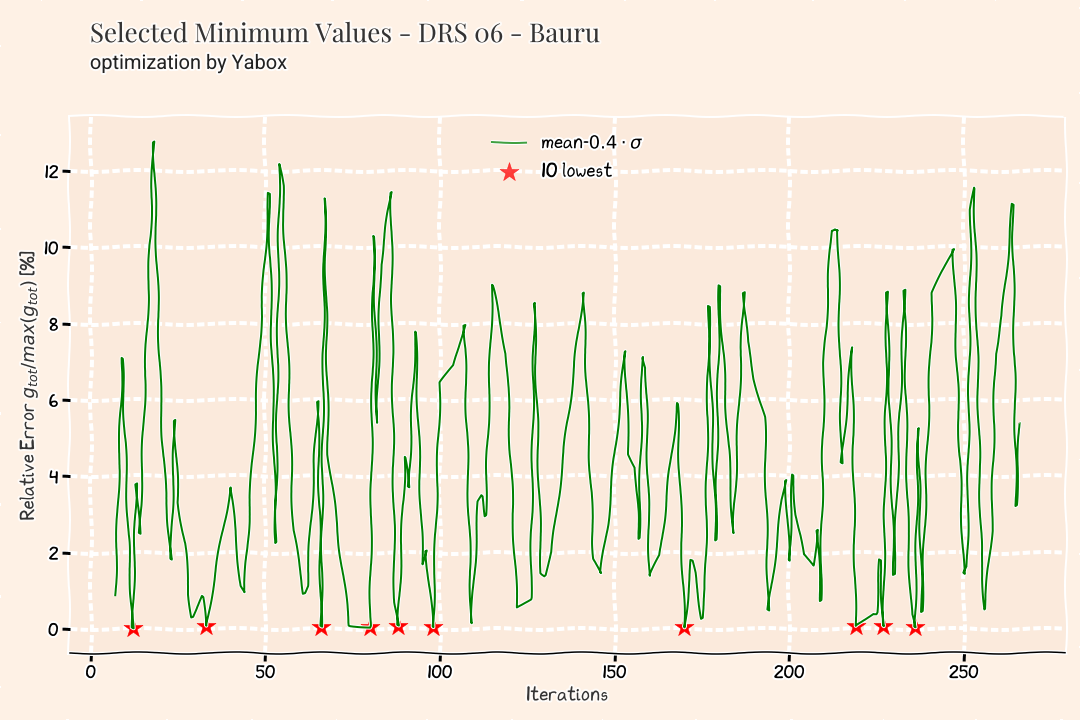 Selected Minimum Values - DRS 06 - Bauru
optimization by Yabox
mean-0.4 · σ
10 lowest
Relative Error g_tot/max(g_tot) [%]
12
10
8
6
4
2
0
0 50 100 150 200 250
Iterations